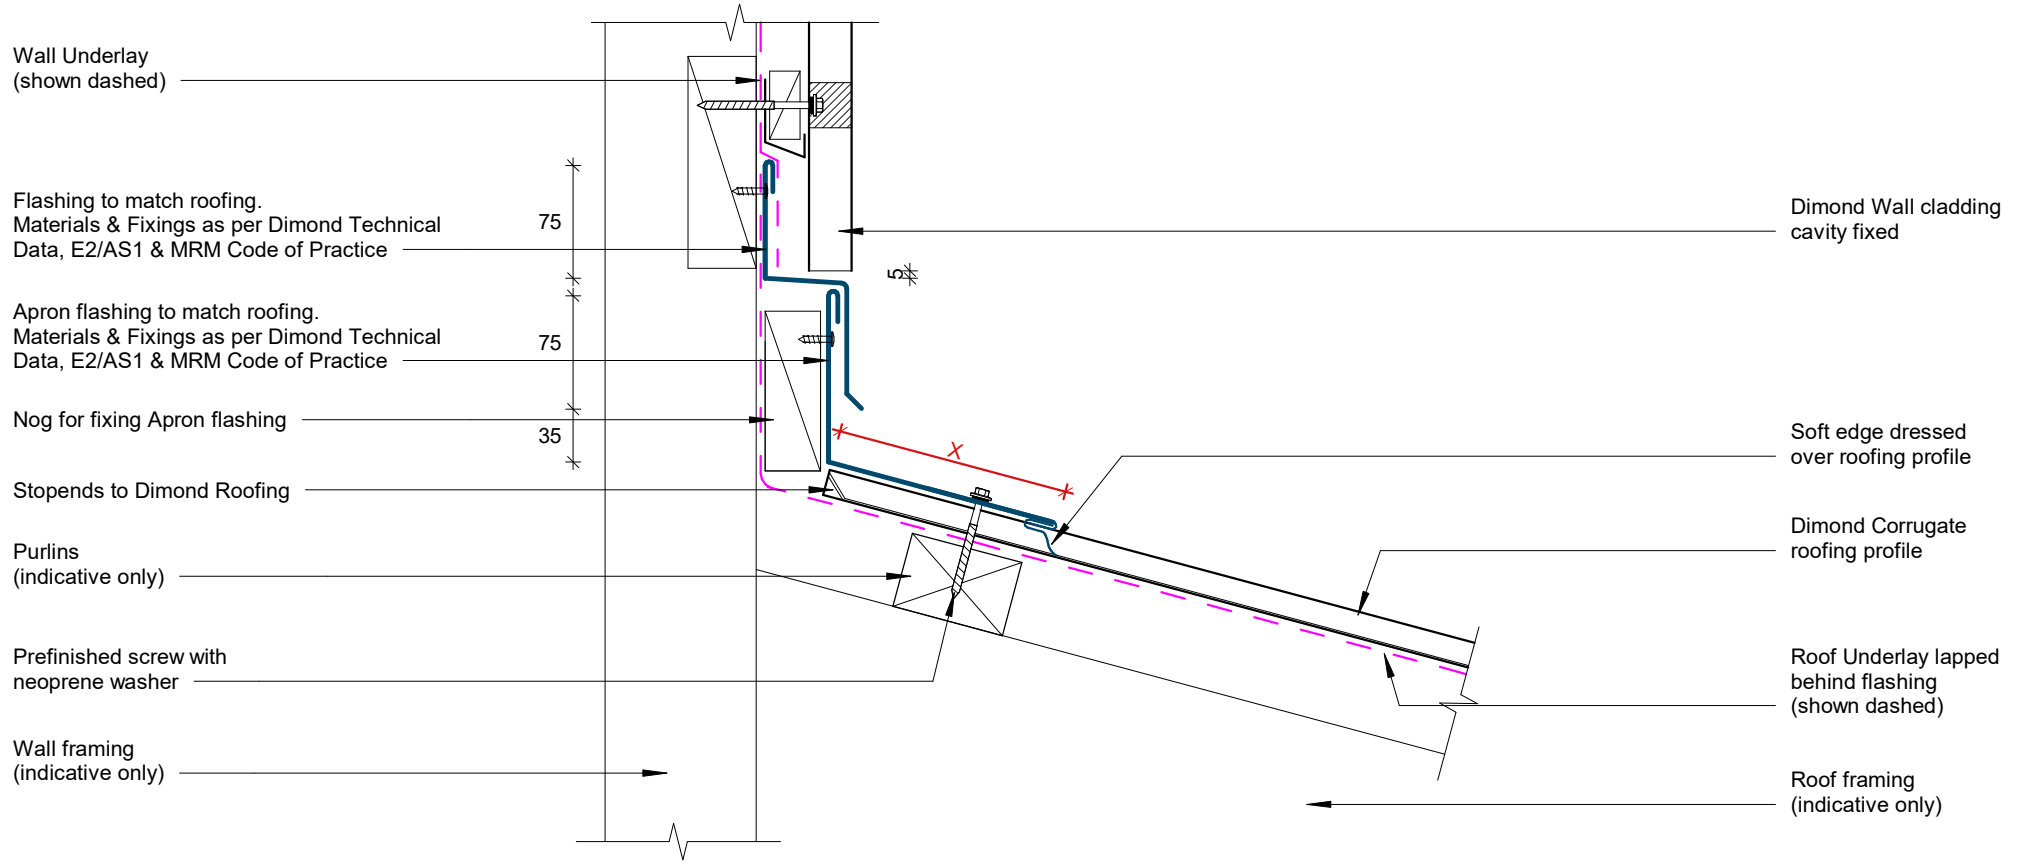 Wall Underlay
(shown dashed)
Flashing to match roofing.
Materials & Fixings as per Dimond Technical
Data, E2/AS1 & MRM Code of Practice
Apron flashing to match roofing.
Materials & Fixings as per Dimond Technical
Data, E2/AS1 & MRM Code of Practice
Nog for fixing Apron flashing
Stopends to Dimond Roofing
Purlins
(indicative only)
Prefinished screw with
neoprene washer
Wall framing
(indicative only)
75
75
35
5
X
Dimond Wall cladding
cavity fixed
Soft edge dressed
over roofing profile
Dimond Corrugate
roofing profile
Roof Underlay lapped
behind flashing
(shown dashed)
Roof framing
(indicative only)